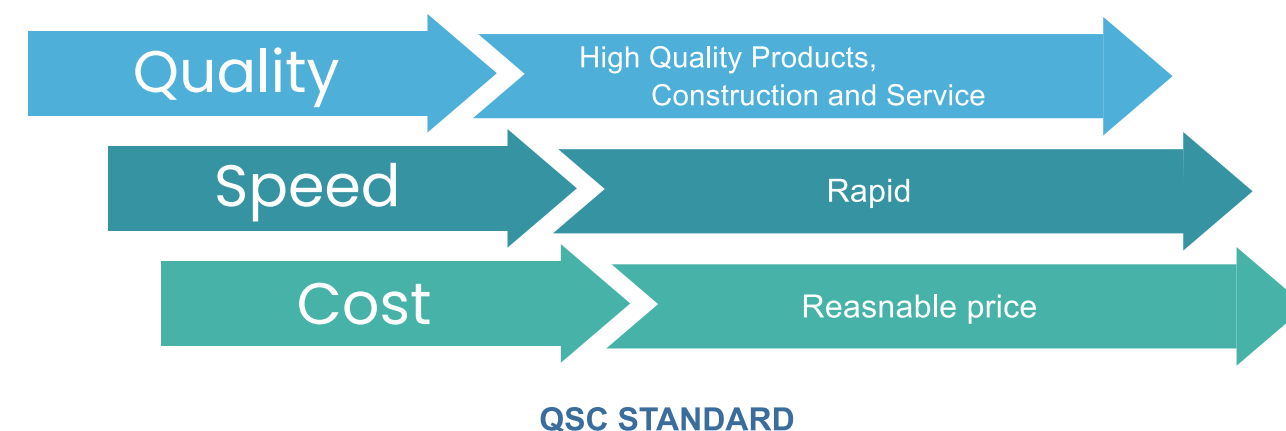 Quality
High Quality Products,
Construction and Service
Speed
Rapid
Cost
Reasnable price
QSC STANDARD